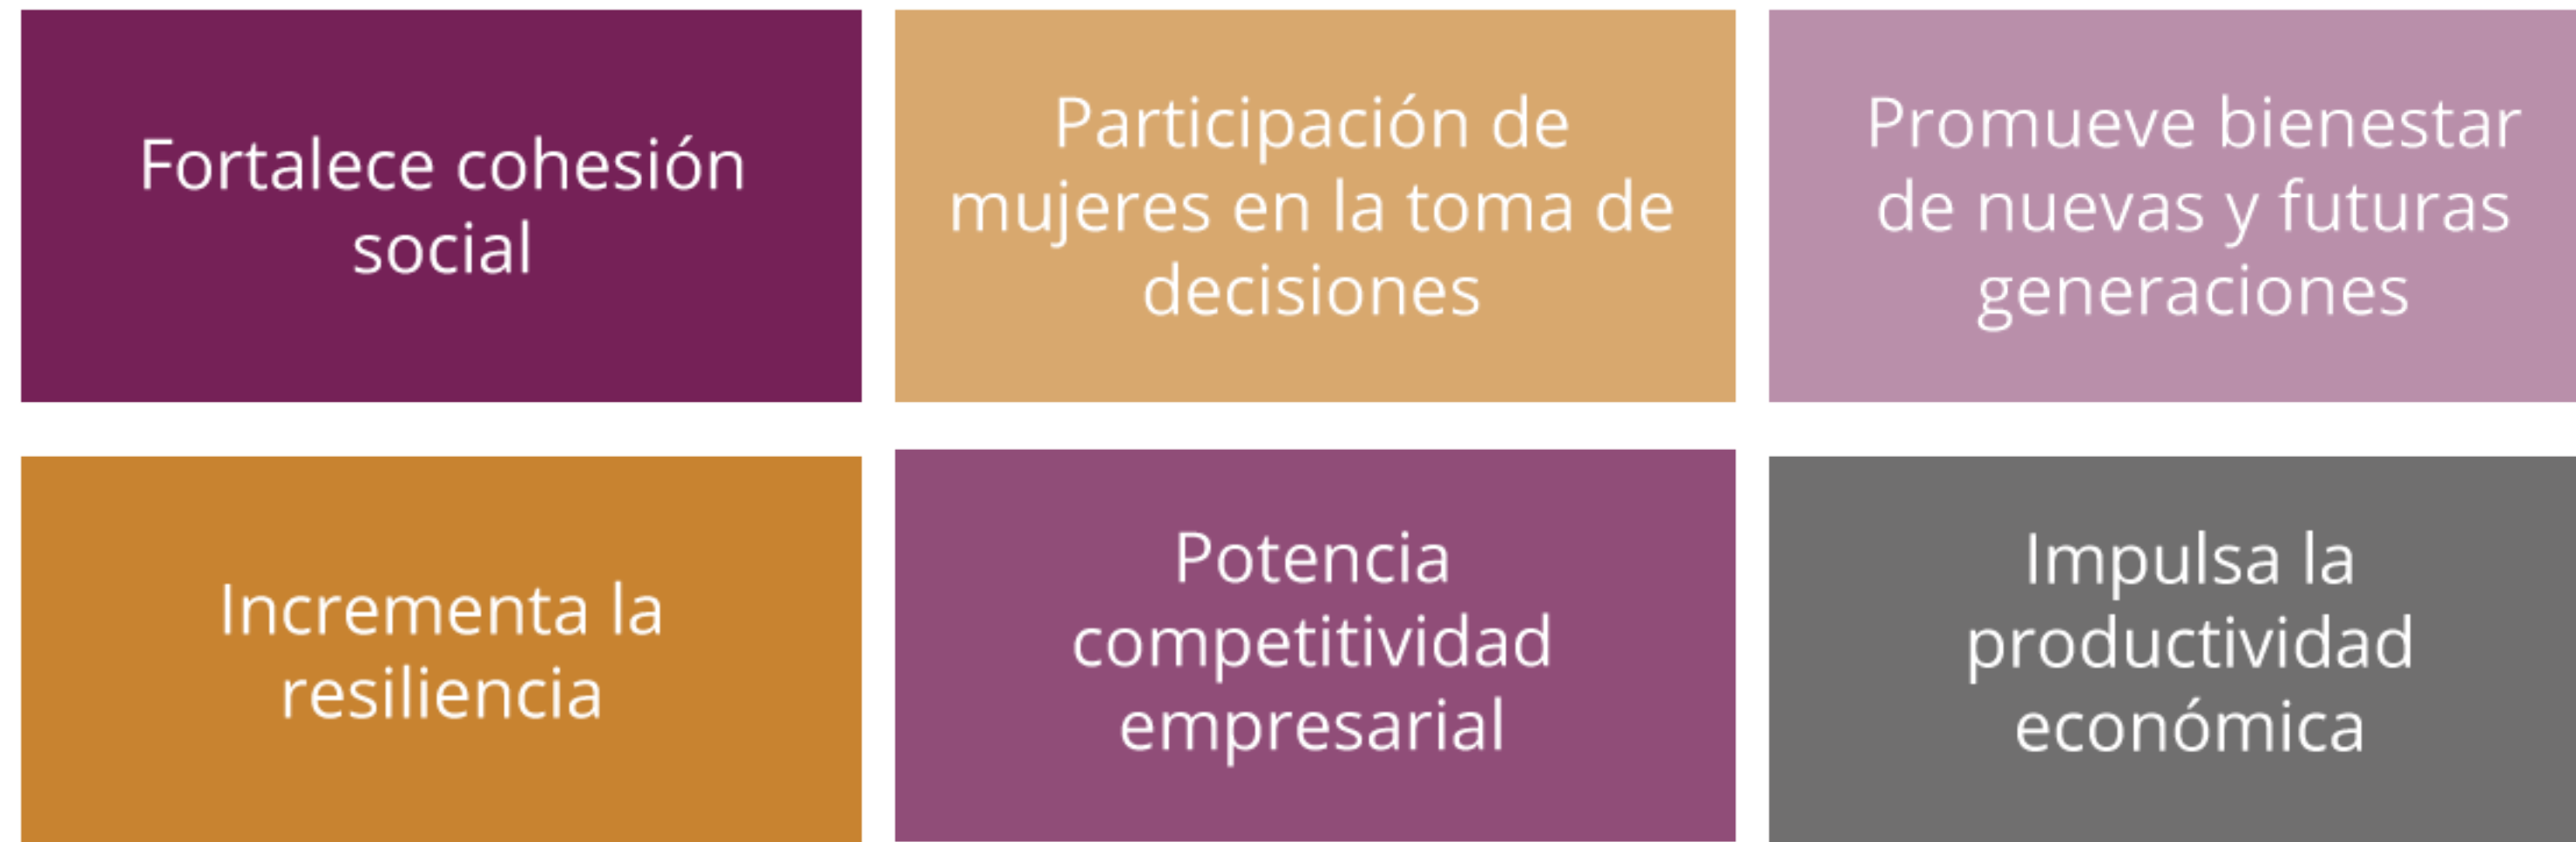 Fortalece cohesión
social
Participación de
mujeres en la toma de
decisiones
Promueve bienestar
de nuevas y futuras
generaciones
Incrementa la
resiliencia
Potencia
competitividad
empresarial
Impulsa la
productividad
económica